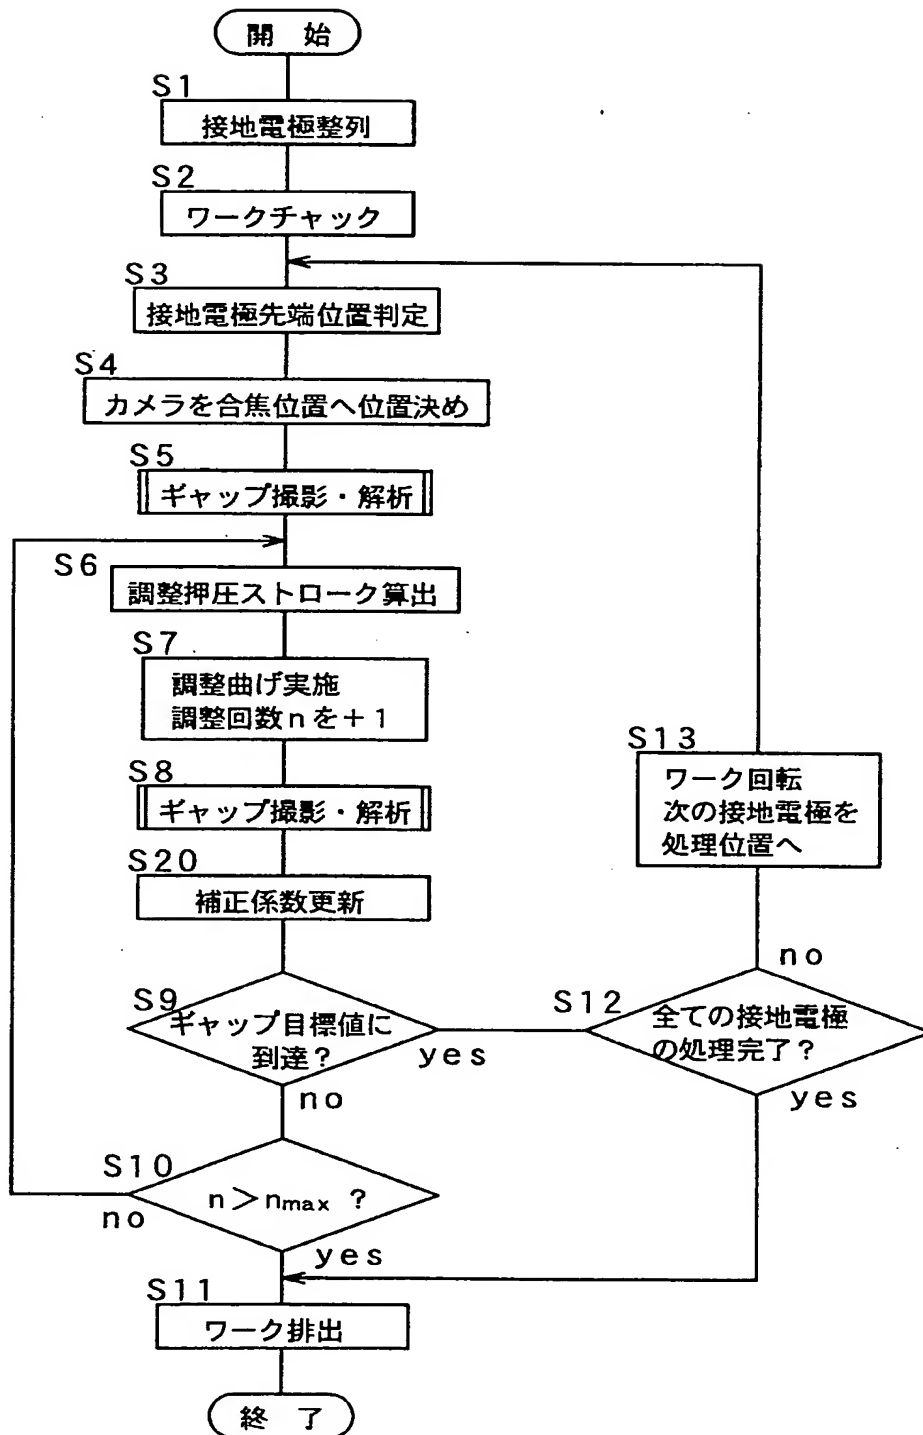 開 始
S1
接地電極整列
S2
ワークチャック
S3
接地電極先端位置判定
S4
カメラを合焦位置へ位置決め
S5
ギャップ撮影・解析
S6
調整押圧ストローク算出
S7
調整曲げ実施
調整回数nを+1
S8
ギャップ撮影・解析
S20
補正係数更新
S9
ギャップ目標値に
到達?
yes
no
S10
n>nmax ?
no
yes
S11
ワーク排出
終 了
S13
ワーク回転
次の接地電極を
処理位置へ
no
S12
全ての接地電極
の処理完了?
yes